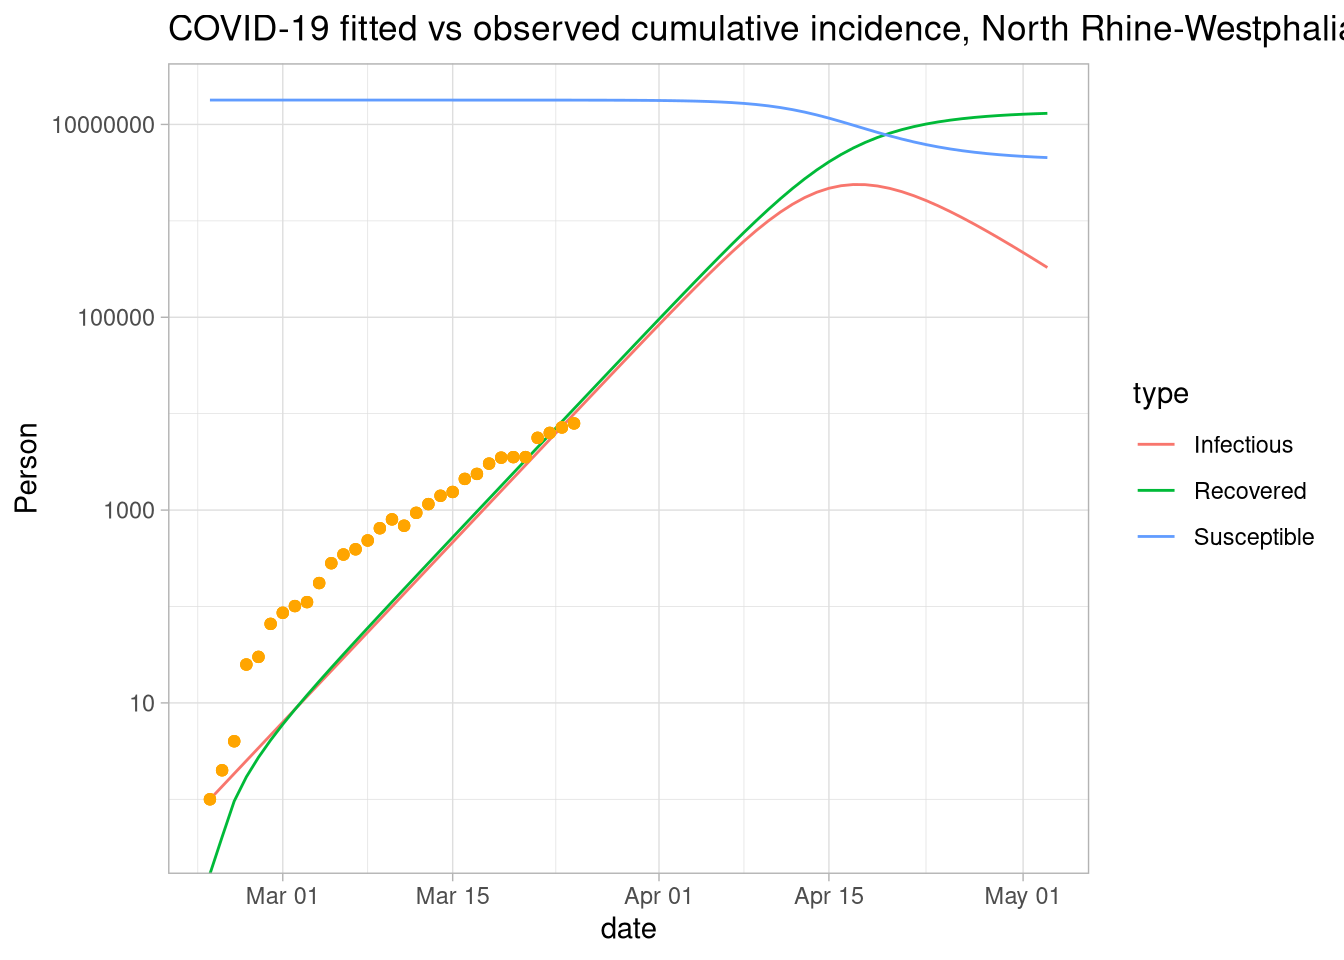 COVID-19 fitted vs observed cumulative incidence, North Rhine-Westphalia
10000000
100000
1000
10
Person
Mar 01
Mar 15
Apr 01
Apr 15
May 01
date
type
Infectious
Recovered
Susceptible